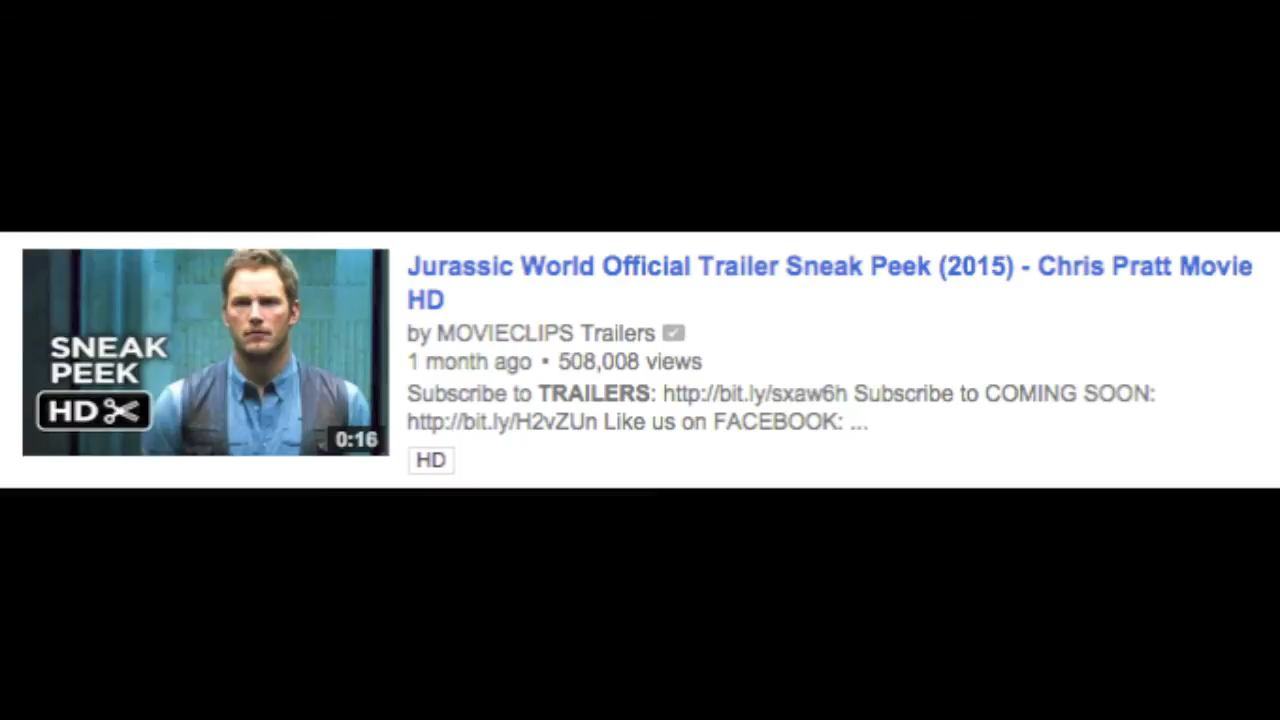 SNEAK
PEEK
HD
0:16
Jurassic World Official Trailer Sneak Peek (2015) - Chris Pratt Movie
HD
by MOVIECLIPS Trailers
1 month ago • 508,008 views
Subscribe to TRAILERS: http://bit.ly/sxaw6h Subscribe to COMING SOON:
http://bit.ly/H2vZUn Like us on FACEBOOK: ...
HD